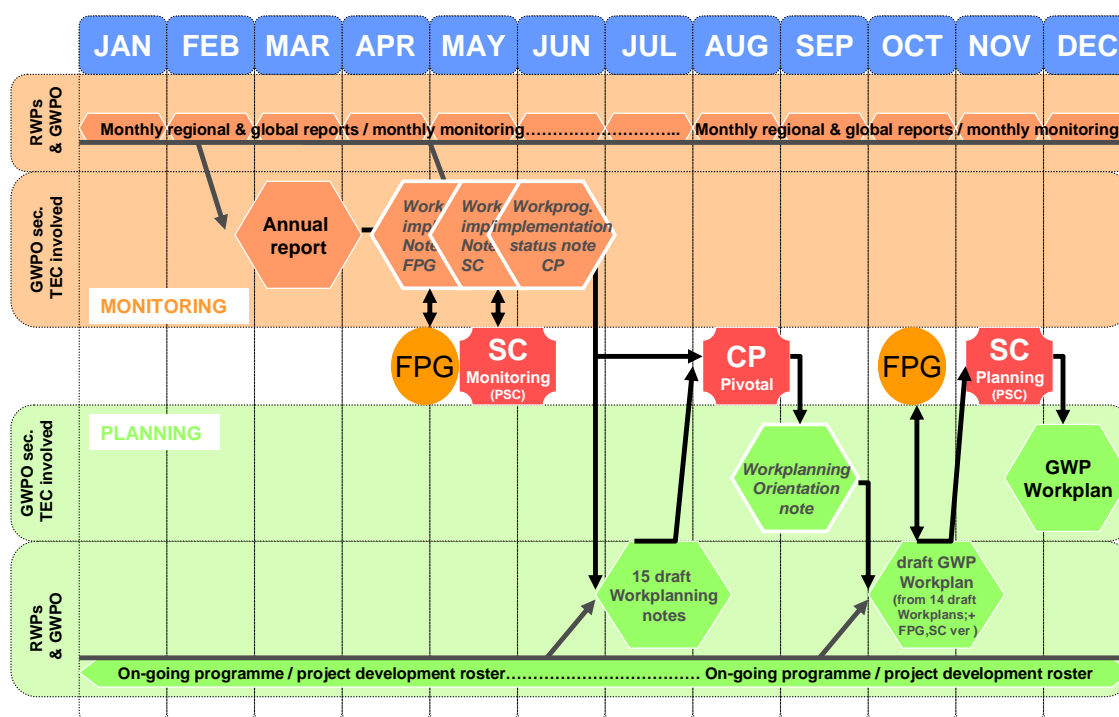 JAN FEB MAR APR MAY JUN JUL AUG SEP OCT NOV DEC
RWPs
& GWPO
Monthly regional & global reports / monthly monitoring…………… ……………..
Monthly regional & global reports / monthly monitoring
GWPO sec.
TEC involved
Annual
report
Work
impl
Note
FPG
Work
impl
Note
SC
Workprog.
implementation
status note
CP
MONITORING
FPG
SC
Monitoring
(PSC)
CP
Pivotal
FPG
SC
Planning
(PSC)
PLANNING
GWPO sec.
TEC involved
Workplanning
Orientation
note
GWP
Workplan
RWPs
& GWPO
15 draft
Workplanning
notes
draft GWP
Workplan
(from 14 draft
Workplans;+
FPG,SC ver )
On-going programme / project development roster………………………….…… On-going programme / project development roster